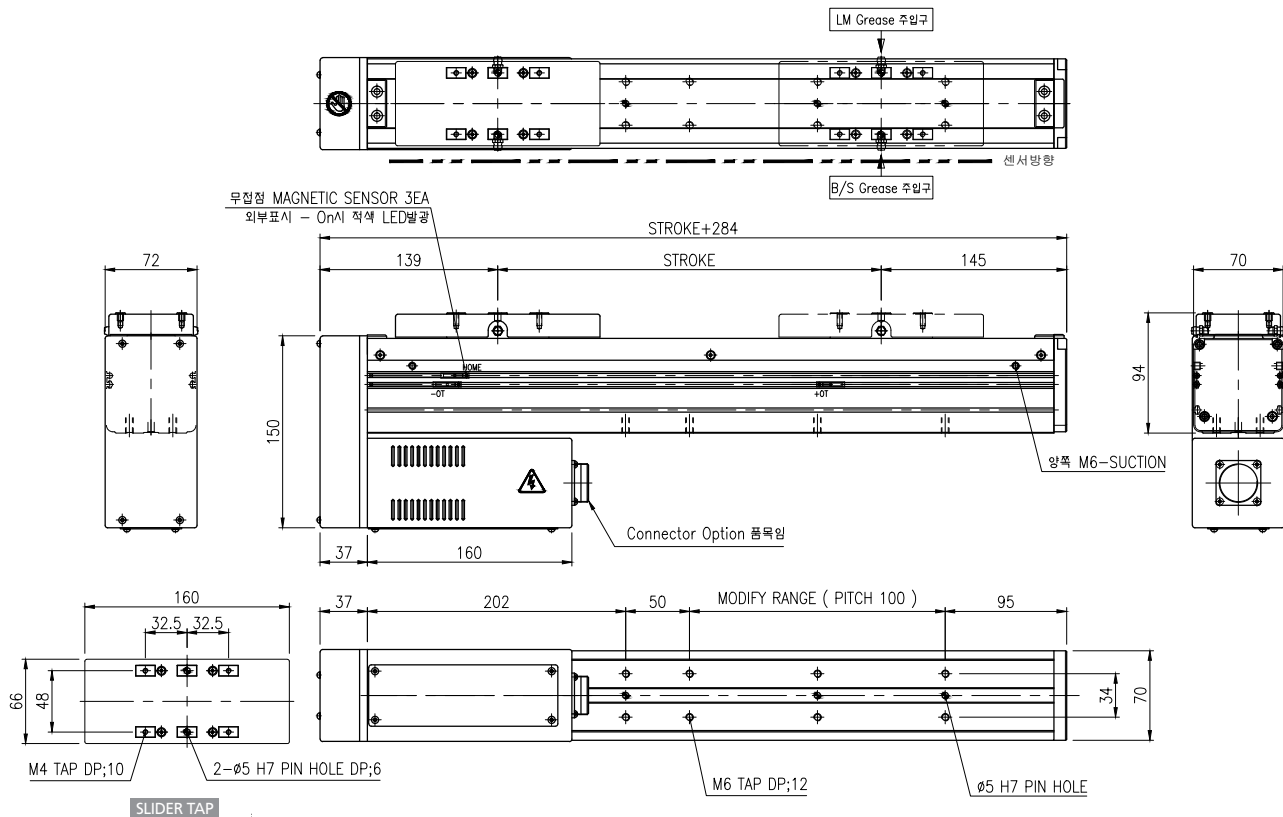 LM Grease 주입구
센서방향
B/S Grease 주입구
무접점 MAGNETIC SENSOR 3EA
외부표시 - On시 적색 LED발광
STROKE+284
72
139
STROKE
145
70
HOME
-OT
+OT
150
94
양쪽 M6-SUCTION
Connector Option 품목임
37
160
160
32.5
32.5
37
202
50
MODIFY RANGE ( PITCH 100 )
95
66
48
34
70
M4 TAP DP;10
2-ø5 H7 PIN HOLE DP;6
M6 TAP DP;12
ø5 H7 PIN HOLE
SLIDER TAP